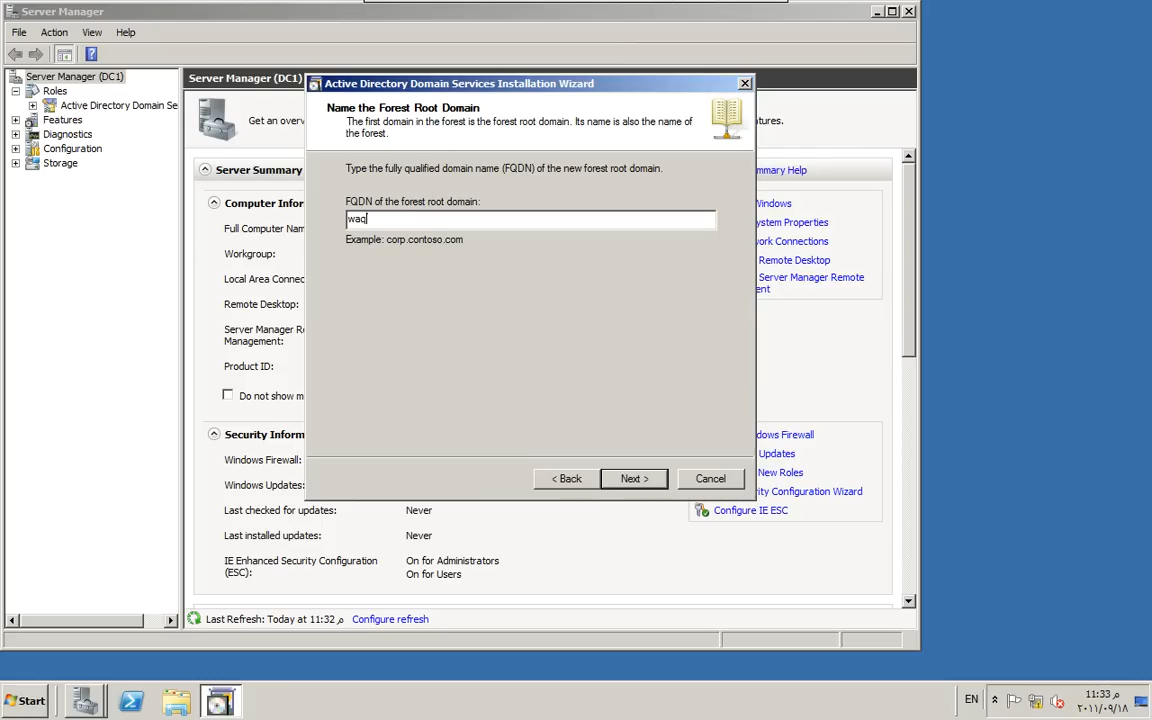 Server Manager
File Action View Help
Server Manager (DC1)
Roles
Active Directory Domain Se
Features
Diagnostics
Configuration
Storage
Server Manager (DC1)
Get an overv
atures.
Server Summary
mmary Help
Computer Infor
Full Computer Nam
Workgroup:
Local Area Connec
Remote Desktop:
Server Manager Re
Management:
Product ID:
Do not show m
Windows
ystem Properties
work Connections
Remote Desktop
Server Manager Remote
ent
Security Inform
Windows Firewall:
Windows Updates:
Last checked for updates: Never
Last installed updates: Never
IE Enhanced Security Configuration
(ESC):
On for Administrators
On for Users
dows Firewall
Updates
New Roles
ity Configuration Wizard
Configure IE ESC
Last Refresh: Today at 11:32 م Configure refresh
Active Directory Domain Services Installation Wizard
Name the Forest Root Domain
The first domain in the forest is the forest root domain. Its name is also the name of
the forest.
Type the fully qualified domain name (FQDN) of the new forest root domain.
FQDN of the forest root domain:
waq
Example: corp.contoso.com
< Back Next > Cancel
Start
EN
11:33 م
٢٠١١/٠٩/١٨